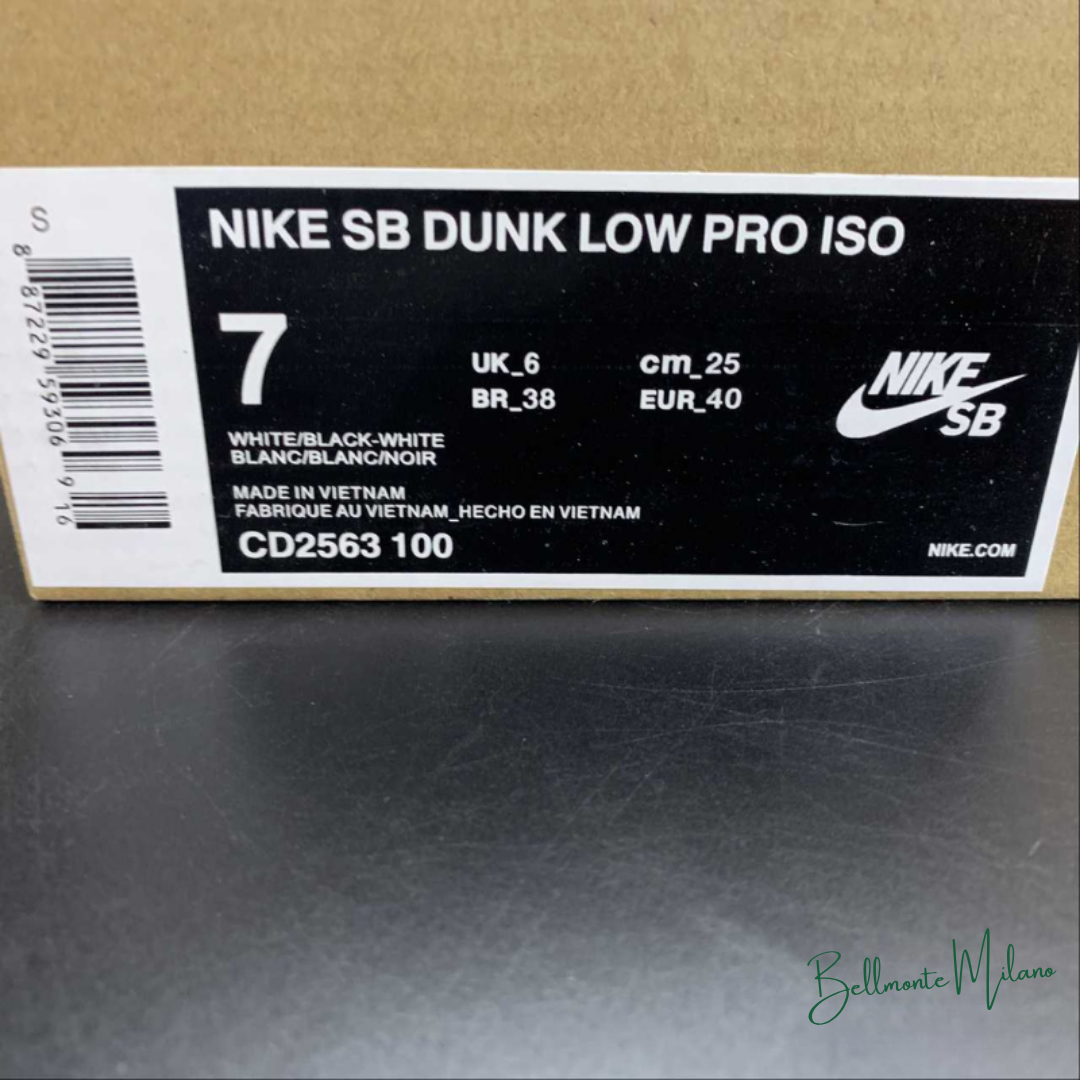 S
8 87229 59306 9 16
NIKE SB DUNK LOW PRO ISO
7
UK_6 cm_25
BR_38 EUR_40
NIKE
SB
WHITE/BLACK-WHITE
BLANC/BLANC/NOIR
MADE IN VIETNAM
FABRIQUE AU VIETNAM_HECHO EN VIETNAM
CD2563 100
NIKE.COM
Bellmonte Milano